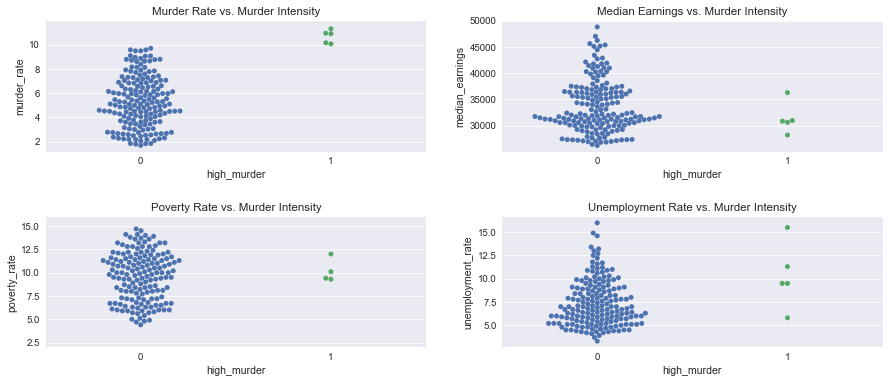 Murder Rate vs. Murder Intensity
murder_rate
10
8
6
4
2
0 1
high_murder
Median Earnings vs. Murder Intensity
median_earnings
50000
45000
40000
35000
30000
0 1
high_murder
Poverty Rate vs. Murder Intensity
poverty_rate
15.0
12.5
10.0
7.5
5.0
2.5
0 1
high_murder
Unemployment Rate vs. Murder Intensity
unemployment_rate
15.0
12.5
10.0
7.5
5.0
0 1
high_murder